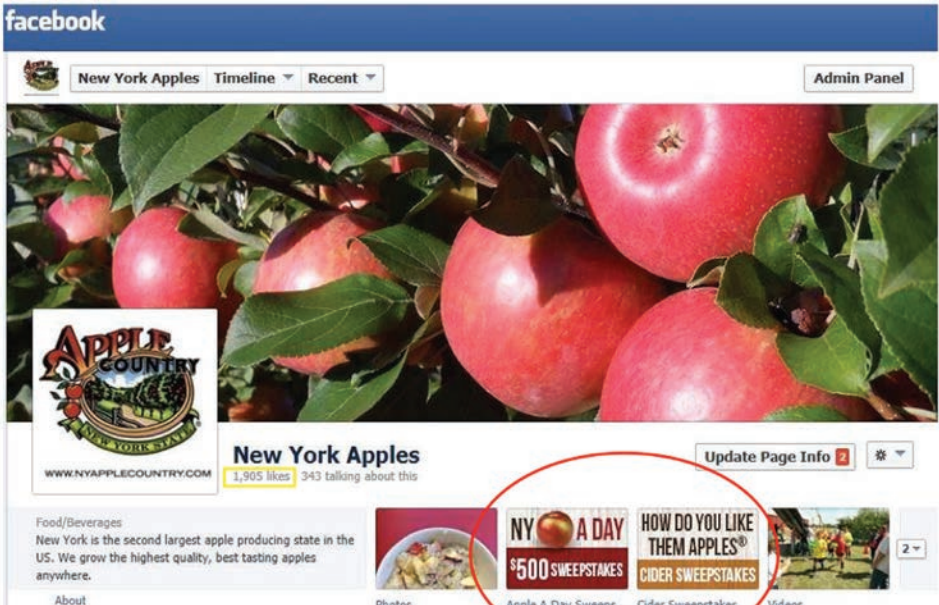 facebook
New York Apples Timeline Recent
Admin Panel
APPLE
COUNTRY
NEW YORK STATE
WWW.NYAPPLECOUNTRY.COM
New York Apples
1,905 likes 343 talking about this
Update Page Info 2
Food/Beverages
New York is the second largest apple producing state in the
US. We grow the highest quality, best tasting apples
anywhere.
About
NY A DAY
$500 SWEEPSTAKES
HOW DO YOU LIKE
THEM APPLES®
CIDER SWEEPSTAKES
2
Photos Apple A Day Sweeps Cider Sweepstakes Videos